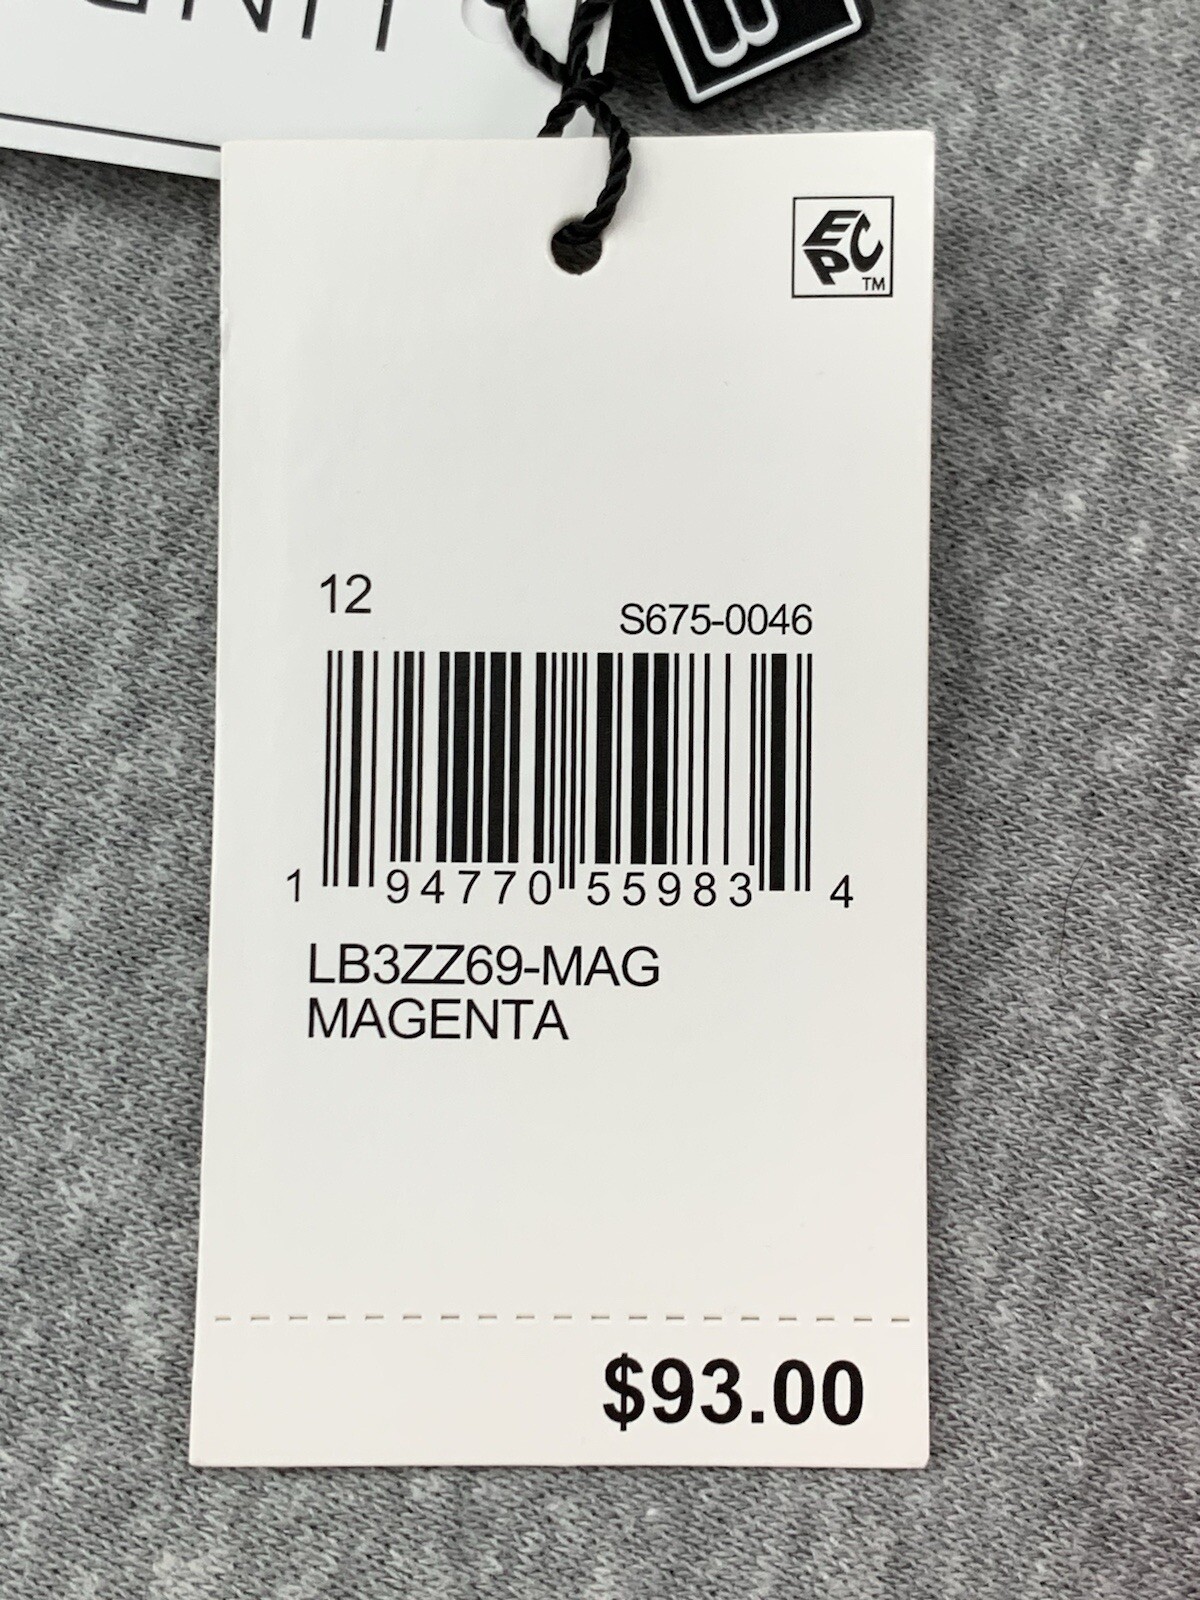 EPC
TM
12
S675-0046
1 94770 55983 4
LB3ZZ69-MAG
MAGENTA
$93.00